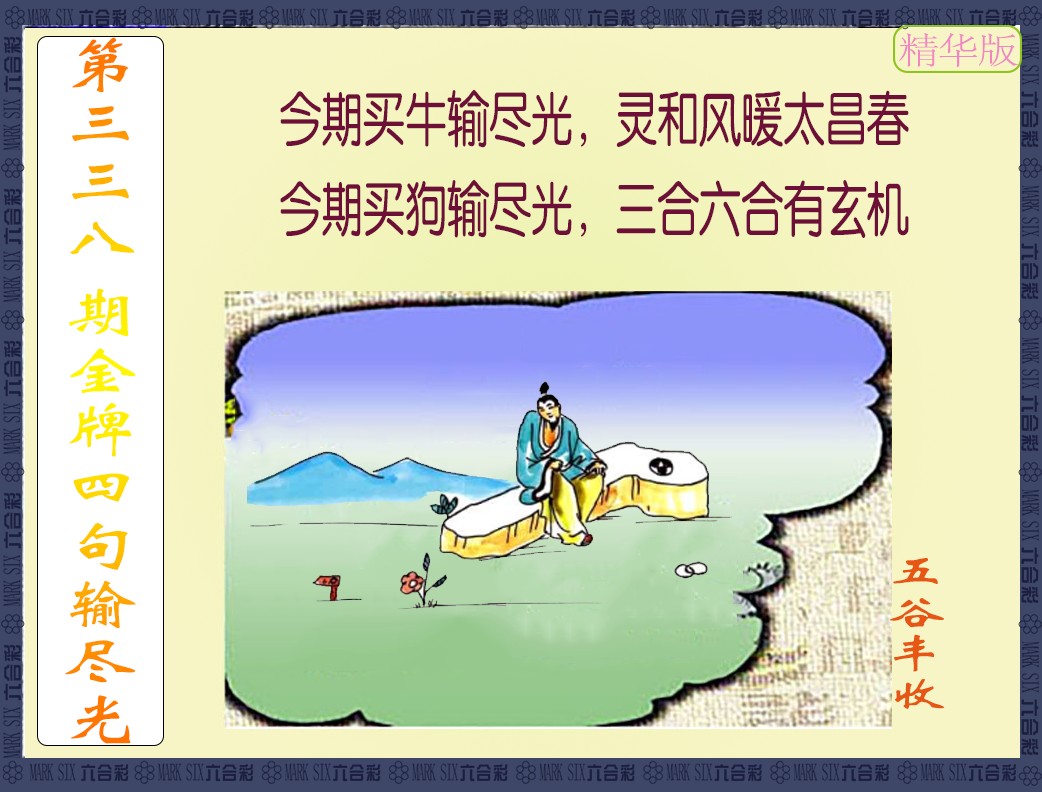 精华版
第三三八期金牌四句输尽光
今期买牛输尽光，灵和风暖太昌春
今期买狗输尽光，三合六合有玄机
五谷丰收
MARK SIX 六合彩